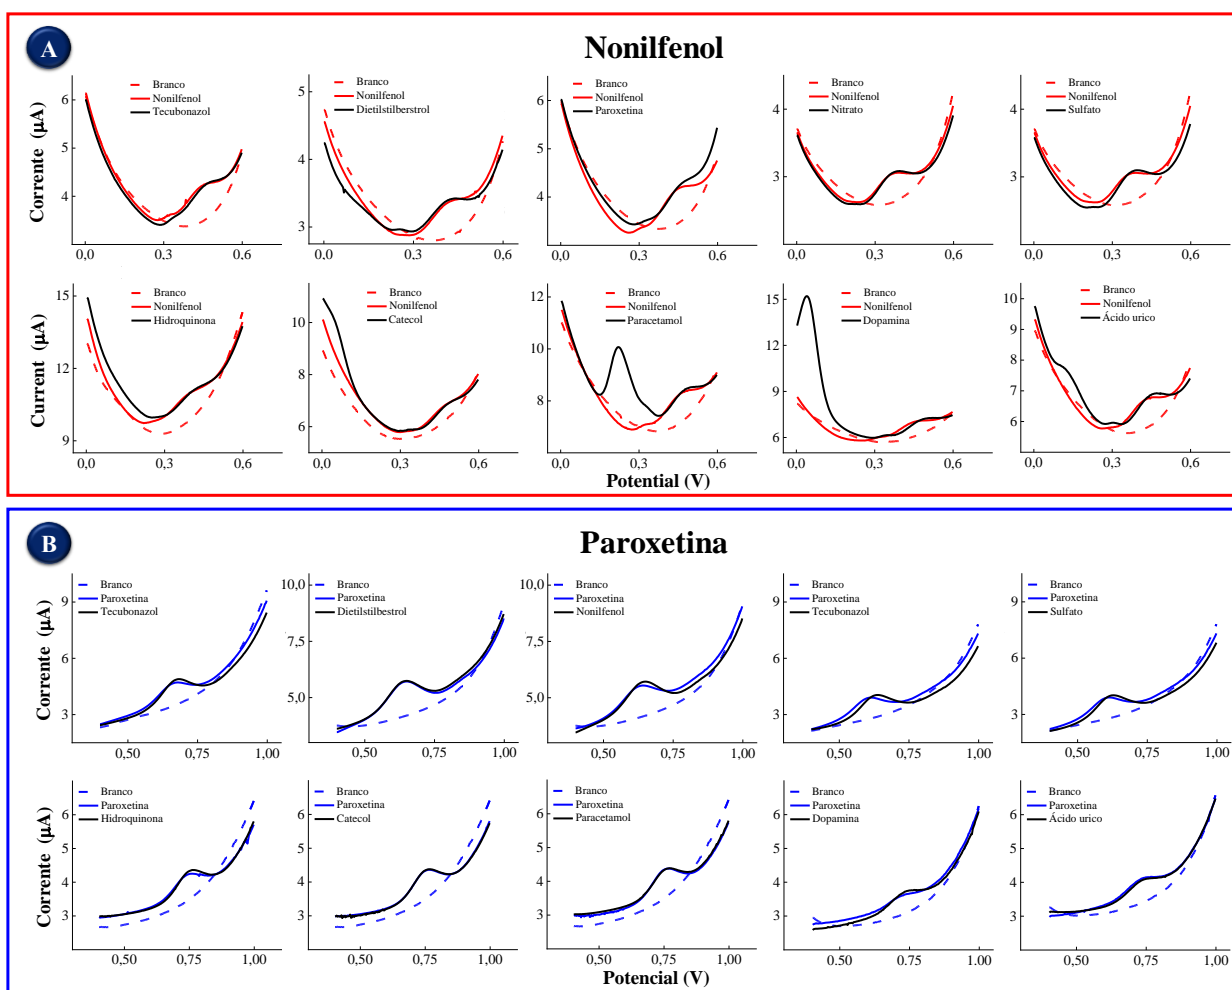 A
Nonilfenol
Corrente (µA)
Branco
Nonilfenol
Tecubonazol
6
5
4
0,0
0,3
0,6
Branco
Nonilfenol
Dietilstilberstrol
5
4
3
0,0
0,3
0,6
Branco
Nonilfenol
Paroxetina
6
5
4
0,0
0,3
0,6
Branco
Nonilfenol
Nitrato
4
3
0,0
0,3
0,6
Branco
Nonilfenol
Sulfato
4
3
0,0
0,3
0,6
Current (µA)
Branco
Nonilfenol
Hidroquinona
15
12
9
0,0
0,3
0,6
Branco
Nonilfenol
Catecol
10
8
6
0,0
0,3
0,6
Branco
Nonilfenol
Paracetamol
12
10
8
0,0
0,3
0,6
Branco
Nonilfenol
Dopamina
15
12
9
6
0,0
0,3
0,6
Branco
Nonilfenol
Ácido urico
10
9
8
7
6
0,0
0,3
0,6
Potential (V)
B
Paroxetina
Corrente (µA)
Branco
Paroxetina
Tecubonazol
9
6
3
0,50
0,75
1,00
Branco
Paroxetina
Dietilstilbestrol
10,0
7,5
5,0
0,50
0,75
1,00
Branco
Paroxetina
Nonilfenol
10,0
7,5
5,0
0,50
0,75
1,00
Branco
Paroxetina
Tecubonazol
9
6
3
0,50
0,75
1,00
Branco
Paroxetina
Sulfato
9
6
3
0,50
0,75
1,00
Corrente (µA)
Branco
Paroxetina
Hidroquinona
6
5
4
3
0,50
0,75
1,00
Branco
Paroxetina
Catecol
6
5
4
3
0,50
0,75
1,00
Branco
Paroxetina
Paracetamol
6
5
4
3
0,50
0,75
1,00
Branco
Paroxetina
Dopamina
6
5
4
3
0,50
0,75
1,00
Branco
Paroxetina
Ácido urico
6
5
4
3
0,50
0,75
1,00
Potencial (V)